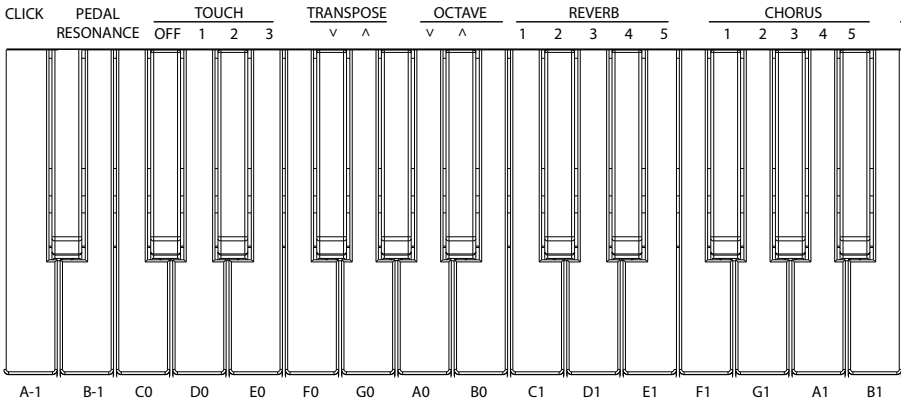 CLICK PEDAL TOUCH TRANSPOSE OCTAVE REVERB CHORUS
RESONANCE OFF 1 2 3 ˅ ˄ ˅ ˄ 1 2 3 4 5 1 2 3 4 5
A-1 B-1 C0 D0 E0 F0 G0 A0 B0 C1 D1 E1 F1 G1 A1 B1